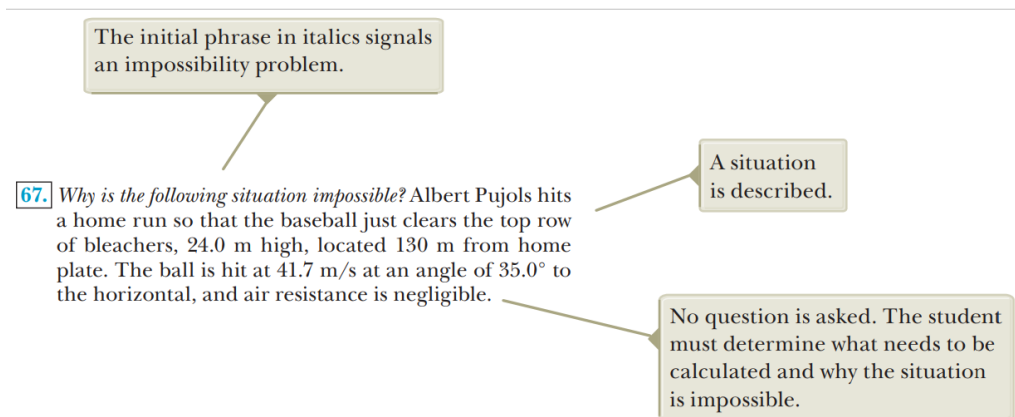 The initial phrase in italics signals
an impossibility problem.
A situation
is described.
67. Why is the following situation impossible? Albert Pujols hits
a home run so that the baseball just clears the top row
of bleachers, 24.0 m high, located 130 m from home
plate. The ball is hit at 41.7 m/s at an angle of 35.0° to
the horizontal, and air resistance is negligible.
No question is asked. The student
must determine what needs to be
calculated and why the situation
is impossible.